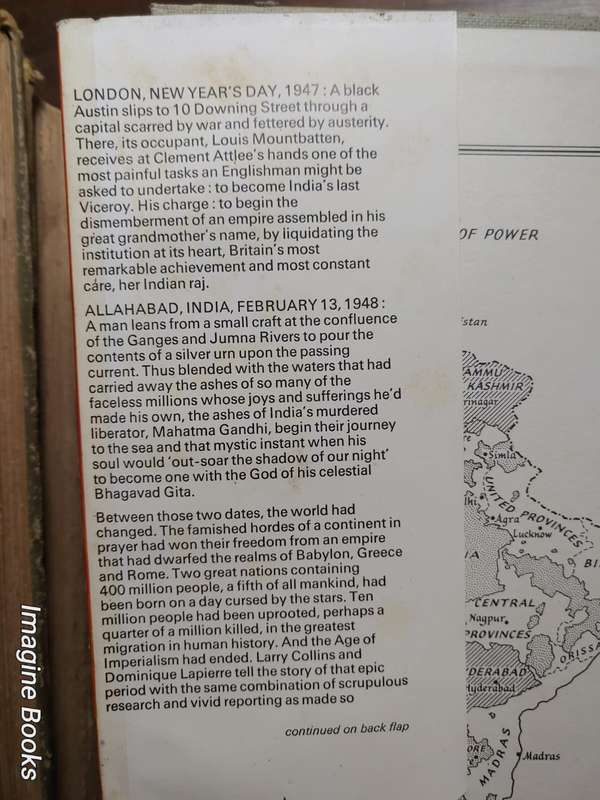 LONDON, NEW YEAR'S DAY, 1947 : A black
Austin slips to 10 Downing Street through a
capital scarred by war and fettered by austerity.
There, its occupant, Louis Mountbatten,
receives at Clement Attlee's hands one of the
most painful tasks an Englishman might be
asked to undertake : to become India's last
Viceroy. His charge : to begin the
dismemberment of an empire assembled in his
great grandmother's name, by liquidating the
institution at its heart, Britain's most
remarkable achievement and most constant
care, her Indian raj.
ALLAHABAD, INDIA, FEBRUARY 13, 1948 :
A man leans from a small craft at the confluence
of the Ganges and Jumna Rivers to pour the
contents of a silver urn upon the passing
current. Thus blended with the waters that had
carried away the ashes of so many of the
faceless millions whose joys and sufferings he'd
made his own, the ashes of India's murdered
liberator, Mahatma Gandhi, begin their journey
to the sea and that mystic instant when his
soul would 'out-soar the shadow of our night'
to become one with the God of his celestial
Bhagavad Gita.
Between those two dates, the world had
changed. The famished hordes of a continent in
prayer had won their freedom from an empire
that had dwarfed the realms of Babylon, Greece
and Rome. Two great nations containing
400 million people, a fifth of all mankind, had
been born on a day cursed by the stars. Ten
million people had been uprooted, perhaps a
quarter of a million killed, in the greatest
migration in human history. And the Age of
Imperialism had ended. Larry Collins and
Dominique Lapierre tell the story of that epic
period with the same combination of scrupulous
research and vivid reporting as made so
continued on back flap
OF POWER
istan
AMMU
KASHMIR
rinagar
re
Simla
lhi
UNITED PROVINCES
Agra
Lucknow
BI
IA
CENTRAL
Nagpur
PROVINCES
ORISSA
DERABAD
Hyderabad
ORE
MADRAS
Madras
Imagine Books